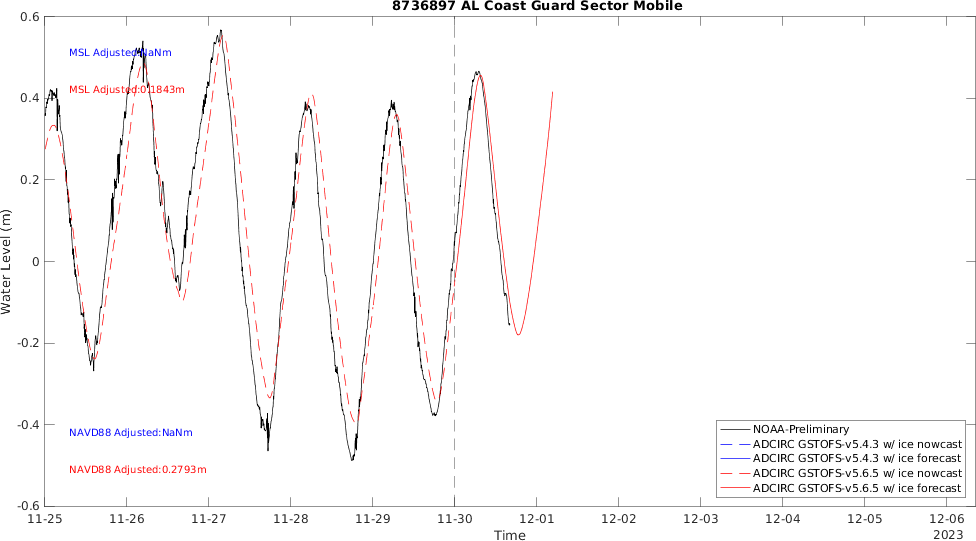 8736897 AL Coast Guard Sector Mobile
0.6
MSL Adjusted:NaNm
MSL Adjusted:0.1843m
0.4
0.2
0
-0.2
-0.4
-0.6
Water Level (m)
NAVD88 Adjusted:NaNm
NAVD88 Adjusted:0.2793m
NOAA-Preliminary
ADCIRC GSTOFS-v5.4.3 w/ ice nowcast
ADCIRC GSTOFS-v5.4.3 w/ ice forecast
ADCIRC GSTOFS-v5.6.5 w/ ice nowcast
ADCIRC GSTOFS-v5.6.5 w/ ice forecast
11-25 11-26 11-27 11-28 11-29 11-30 12-01 12-02 12-03 12-04 12-05 12-06
Time
2023